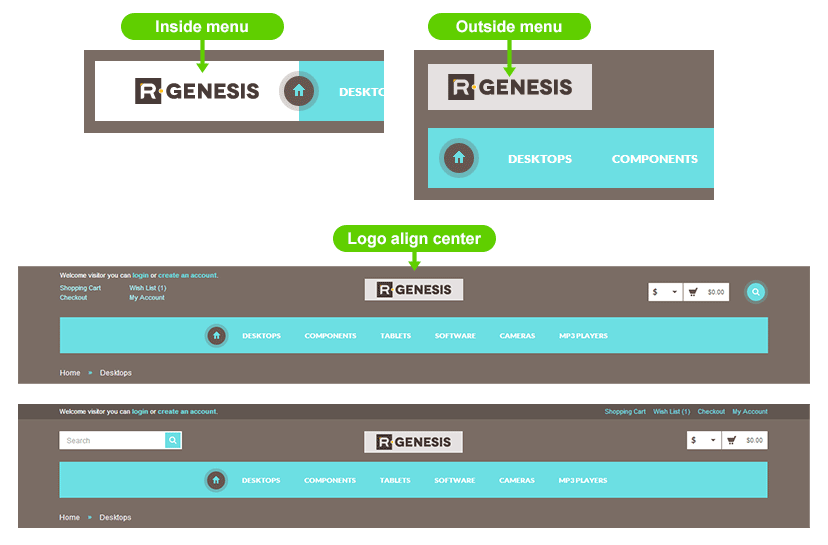 Inside menu
Outside menu
R GENESIS
DESKTO
R GENESIS
DESKTOPS COMPONENTS
Logo align center
Welcome visitor you can login or create an account.
Shopping Cart Wish List (1)
Checkout My Account
R GENESIS
$ $0.00
DESKTOPS COMPONENTS TABLETS SOFTWARE CAMERAS MP3 PLAYERS
Home » Desktops
Welcome visitor you can login or create an account.
Shopping Cart Wish List (1) Checkout My Account
Search
R GENESIS
$ $0.00
DESKTOPS COMPONENTS TABLETS SOFTWARE CAMERAS MP3 PLAYERS
Home » Desktops